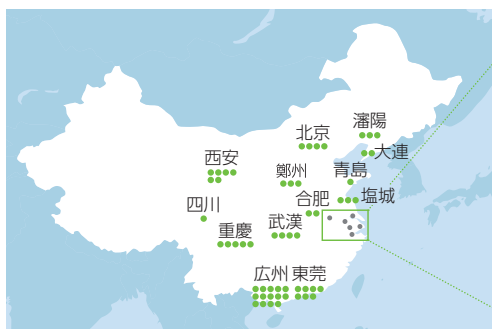 北京
瀋陽
大連
西安
鄭州
青島
合肥
塩城
四川
重慶
武漢
広州 東莞